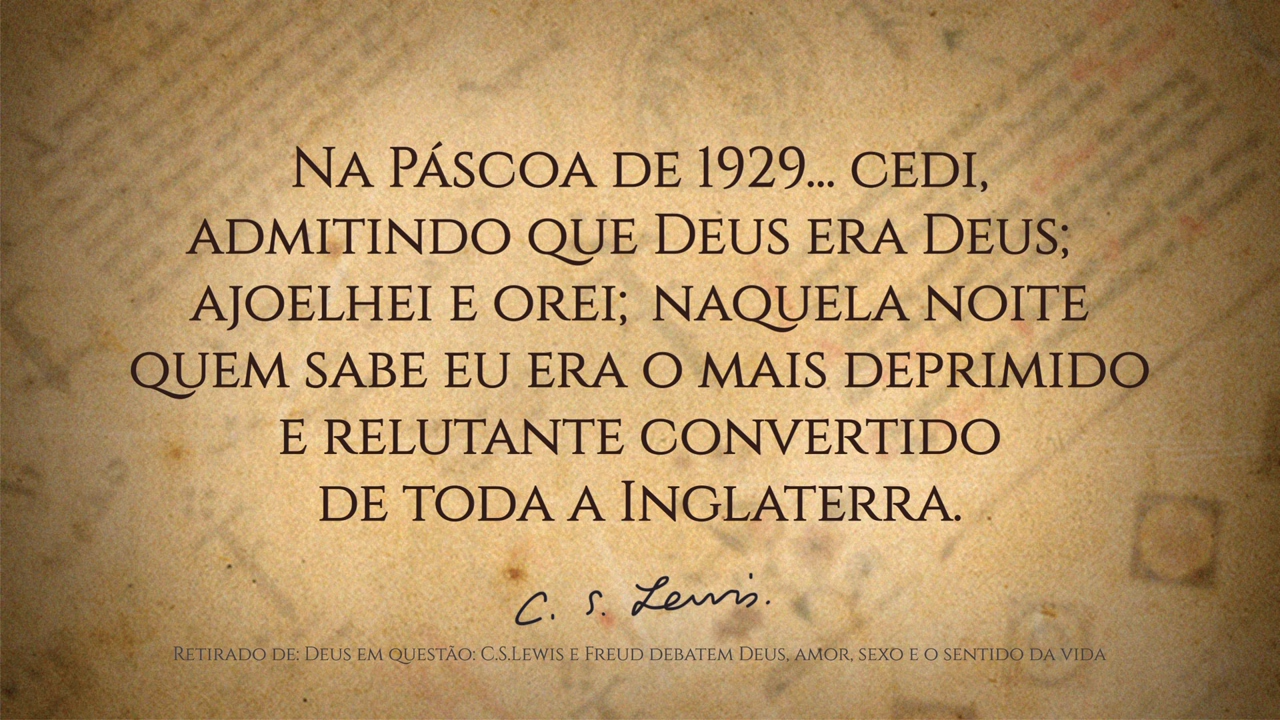 Na Páscoa de 1929... cedi,
admitindo que Deus era Deus;
ajoelhei e orei; naquela noite
quem sabe eu era o mais deprimido
e relutante convertido
de toda a Inglaterra.
C. S. Lewis.
Retirado de: Deus em questão: C.S.Lewis e Freud debatem Deus, amor, sexo e o sentido da vida